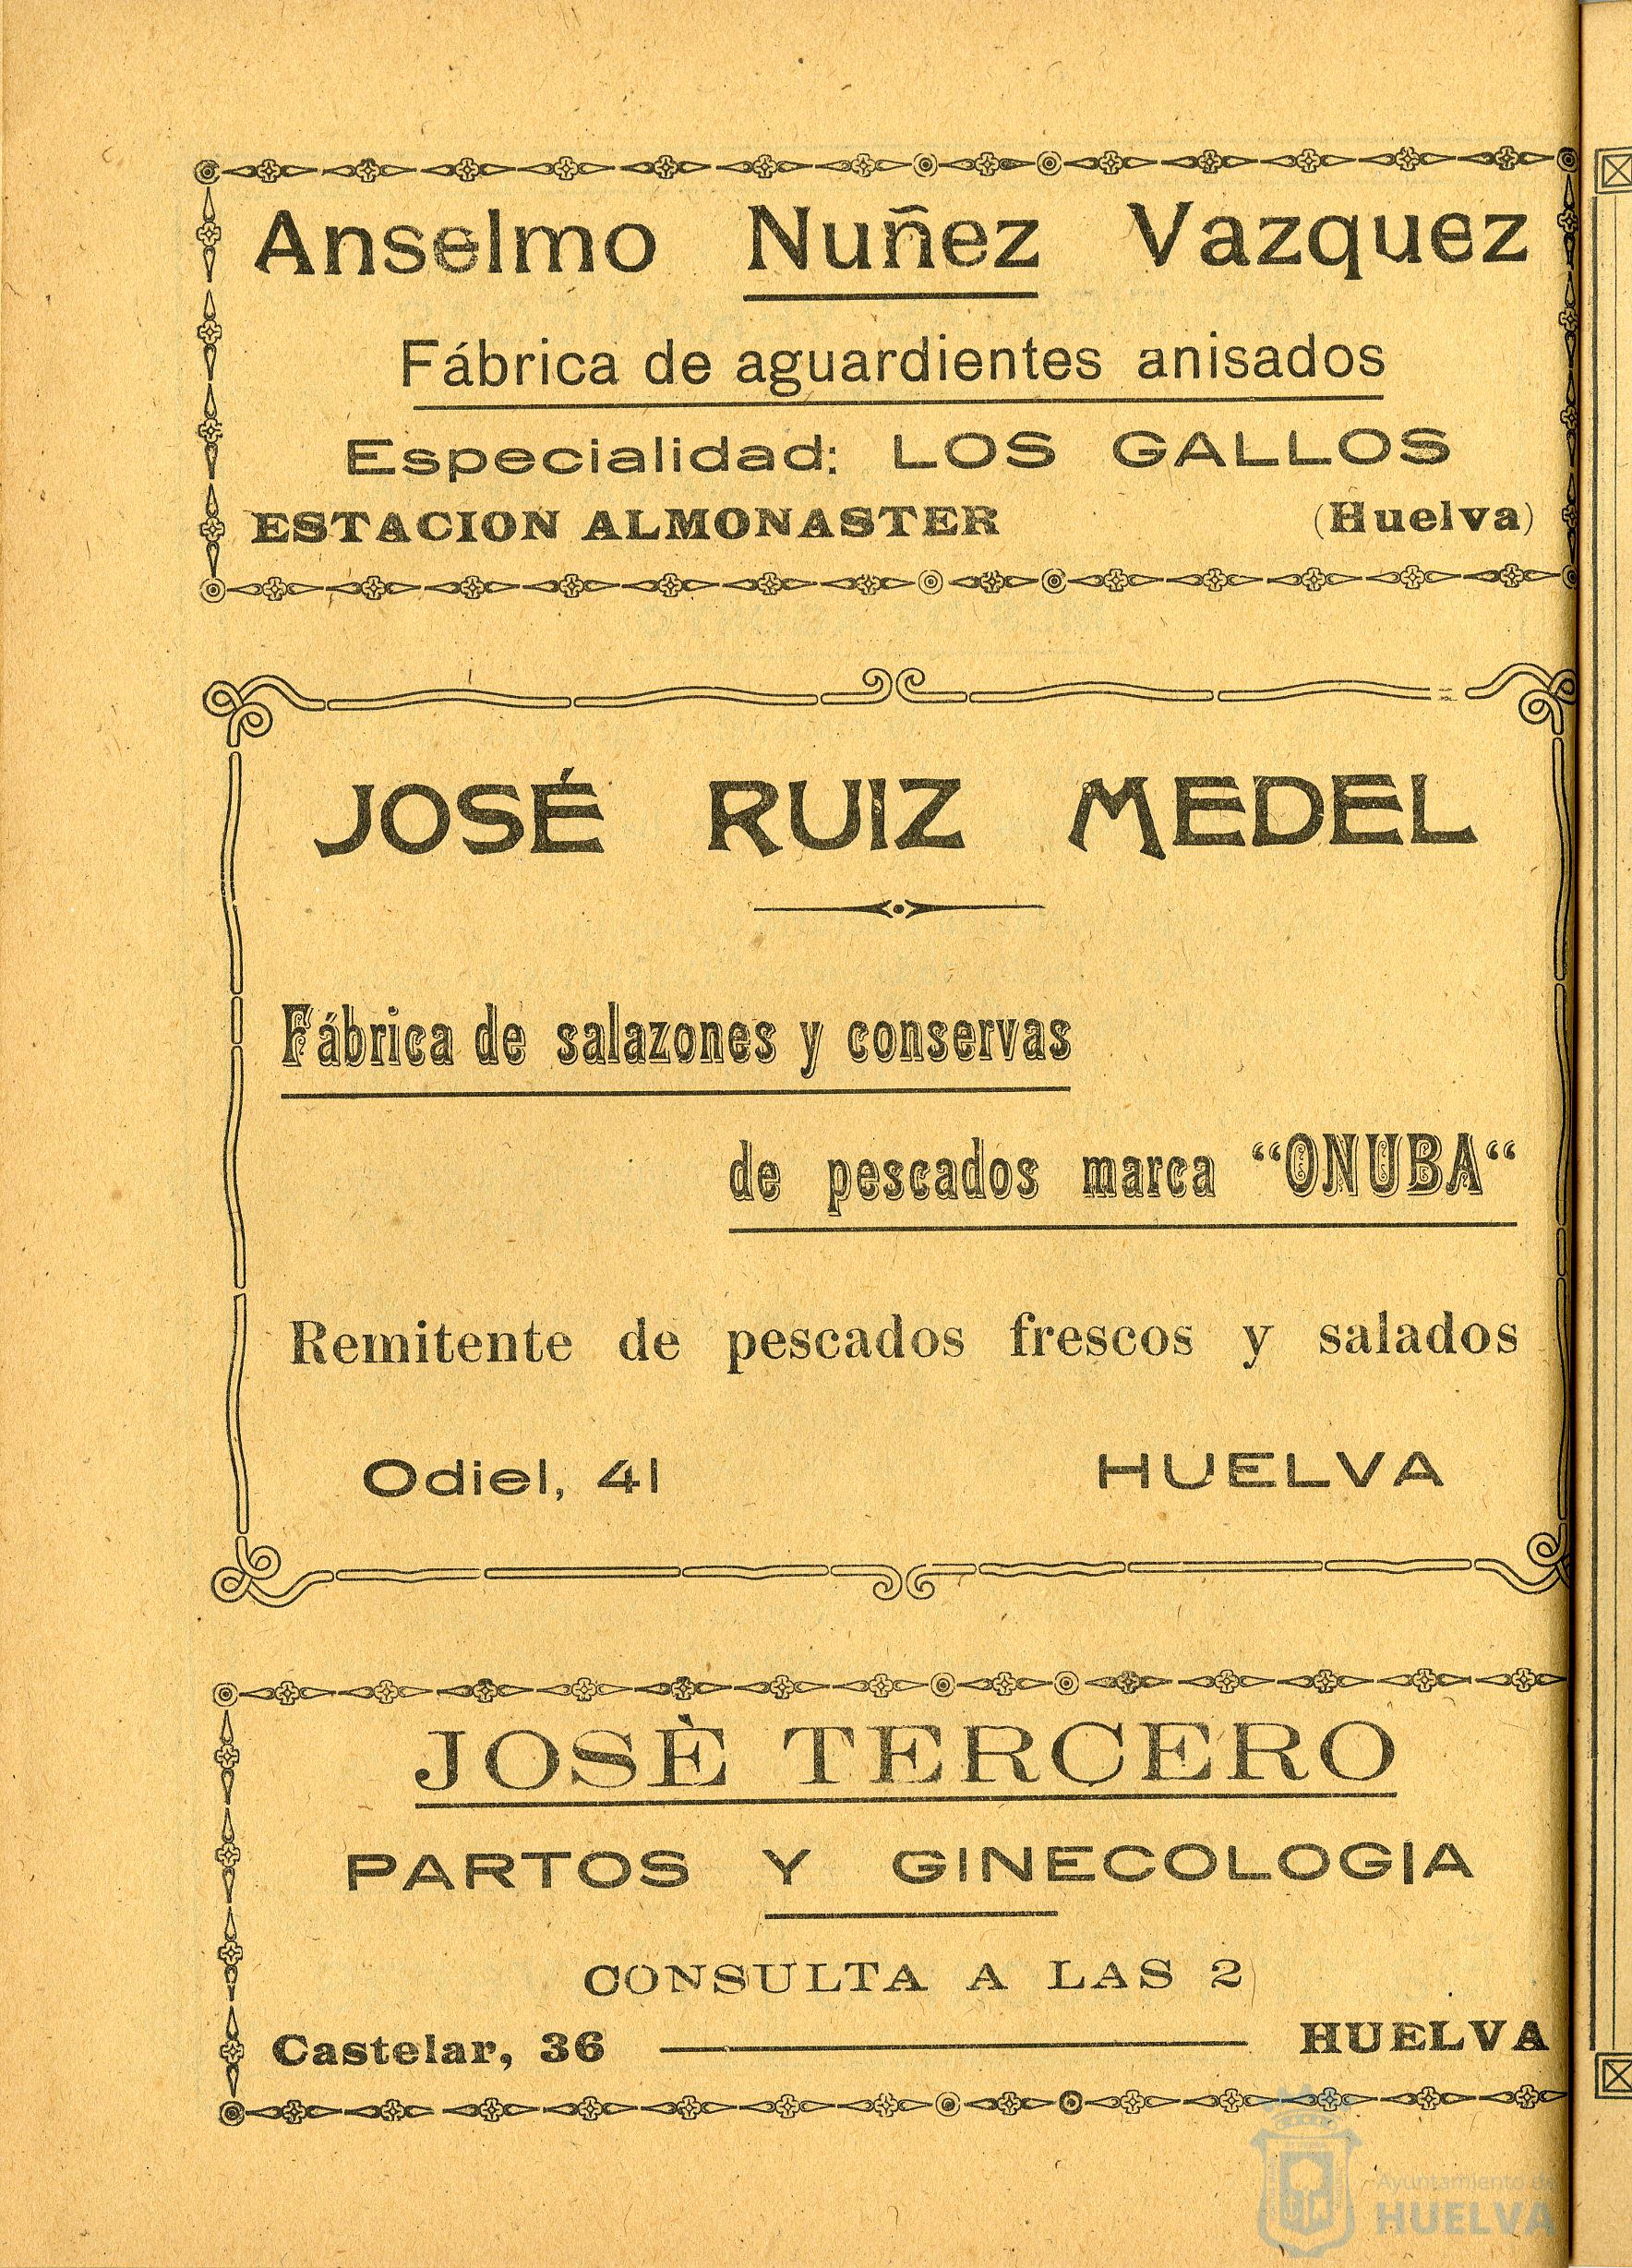 Anselmo Nuñez Vazquez
Fábrica de aguardientes anisados
Especialidad: LOS GALLOS
ESTACION ALMONASTER (Huelva)
JOSÉ RUIZ MEDEL
Fábrica de salazones y conservas
de pescados marca “ONUBA“
Remitente de pescados frescos y salados
Odiel, 41 HUELVA
JOSÈ TERCERO
PARTOS Y GINECOLOGIA
CONSULTA A LAS 2
Castelar, 36 HUELVA
Ayuntamiento de
HUELVA